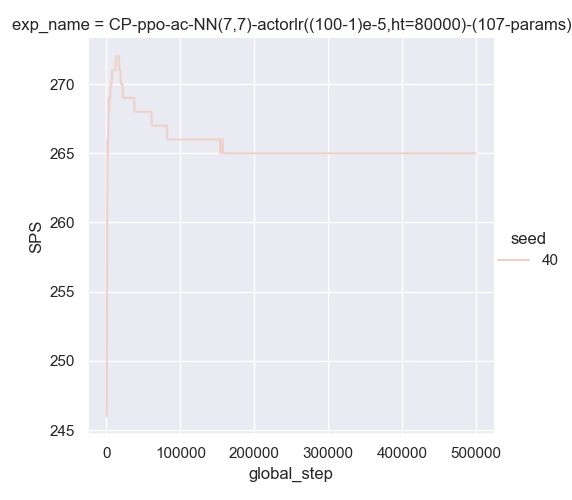 exp_name = CP-ppo-ac-NN(7,7)-actorlr((100-1)e-5,ht=80000)-(107-params)
270
265
260
255
250
245
SPS
0 100000 200000 300000 400000 500000
global_step
seed
40